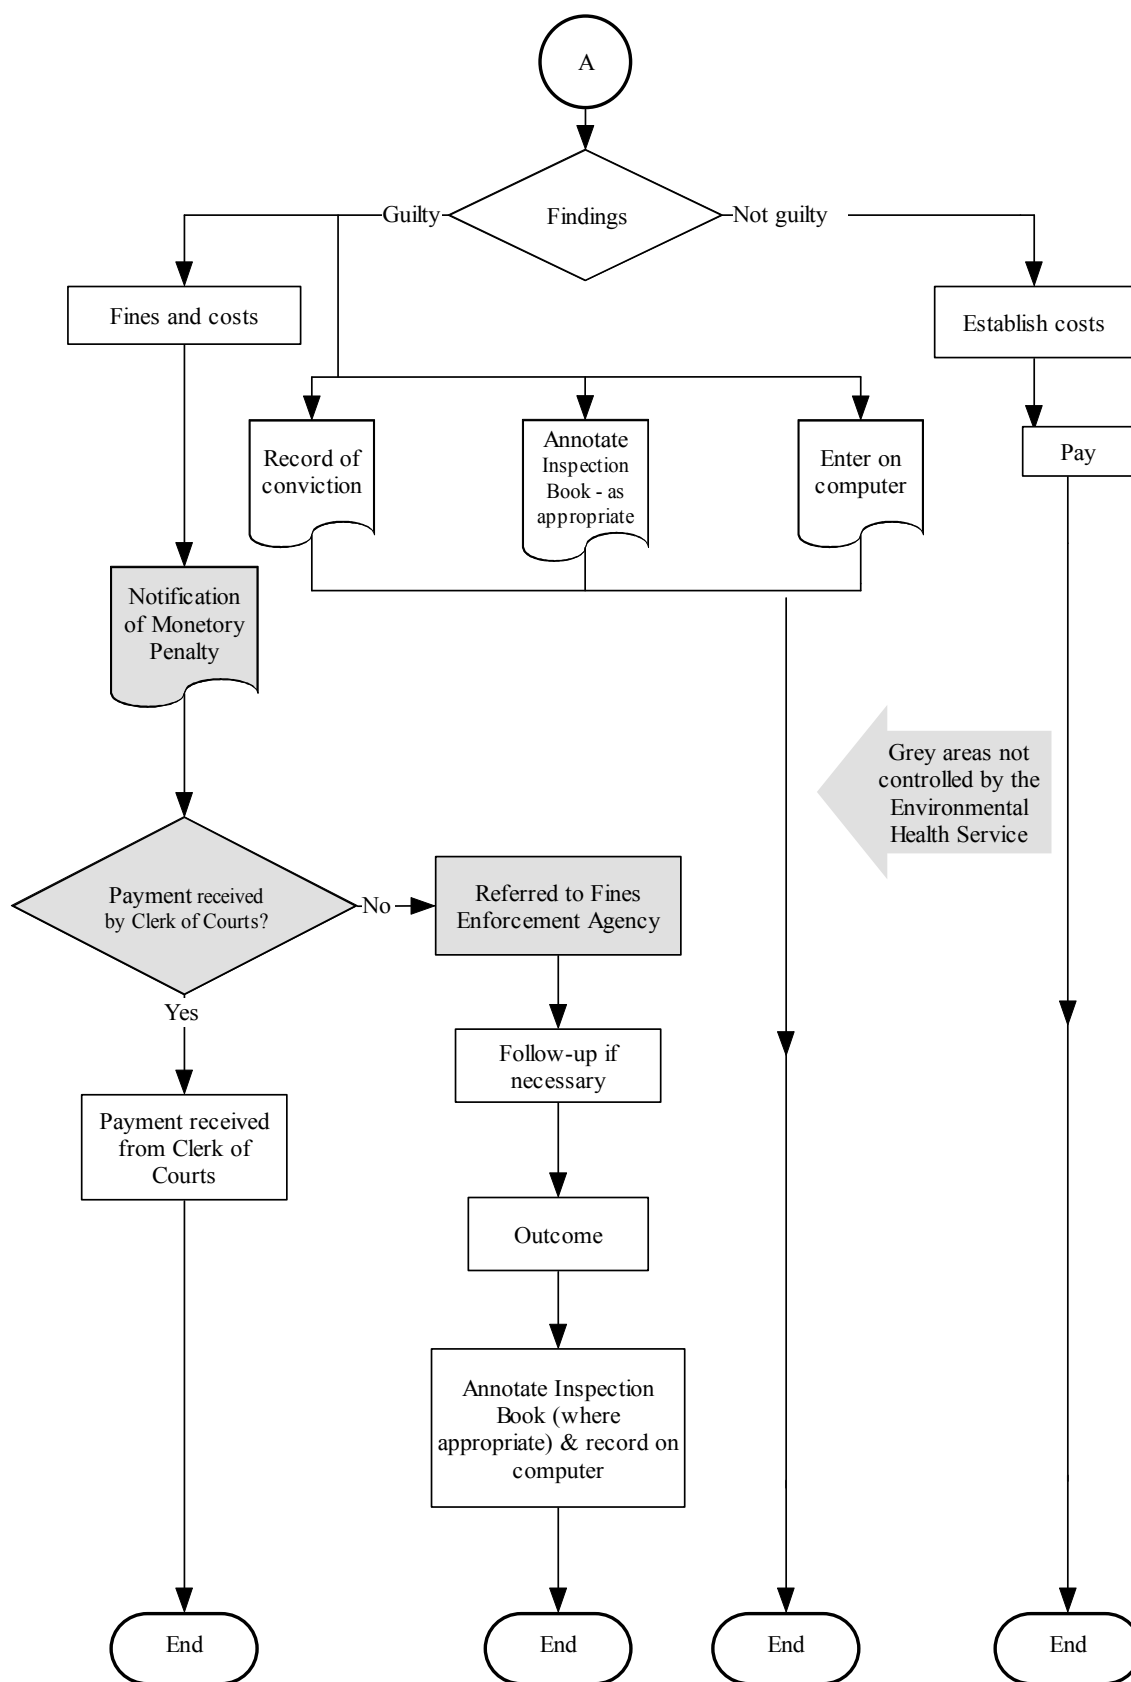 A
Findings
Guilty
Not guilty
Fines and costs
Establish costs
Record of
conviction
Annotate
Inspection
Book - as
appropriate
Enter on
computer
Pay
Notification
of Monetory
Penalty
Grey areas not
controlled by the
Environmental
Health Service
Payment received
by Clerk of Courts?
No
Referred to Fines
Enforcement Agency
Yes
Follow-up if
necessary
Payment received
from Clerk of
Courts
Outcome
Annotate Inspection
Book (where
appropriate) & record on
computer
End
End
End
End